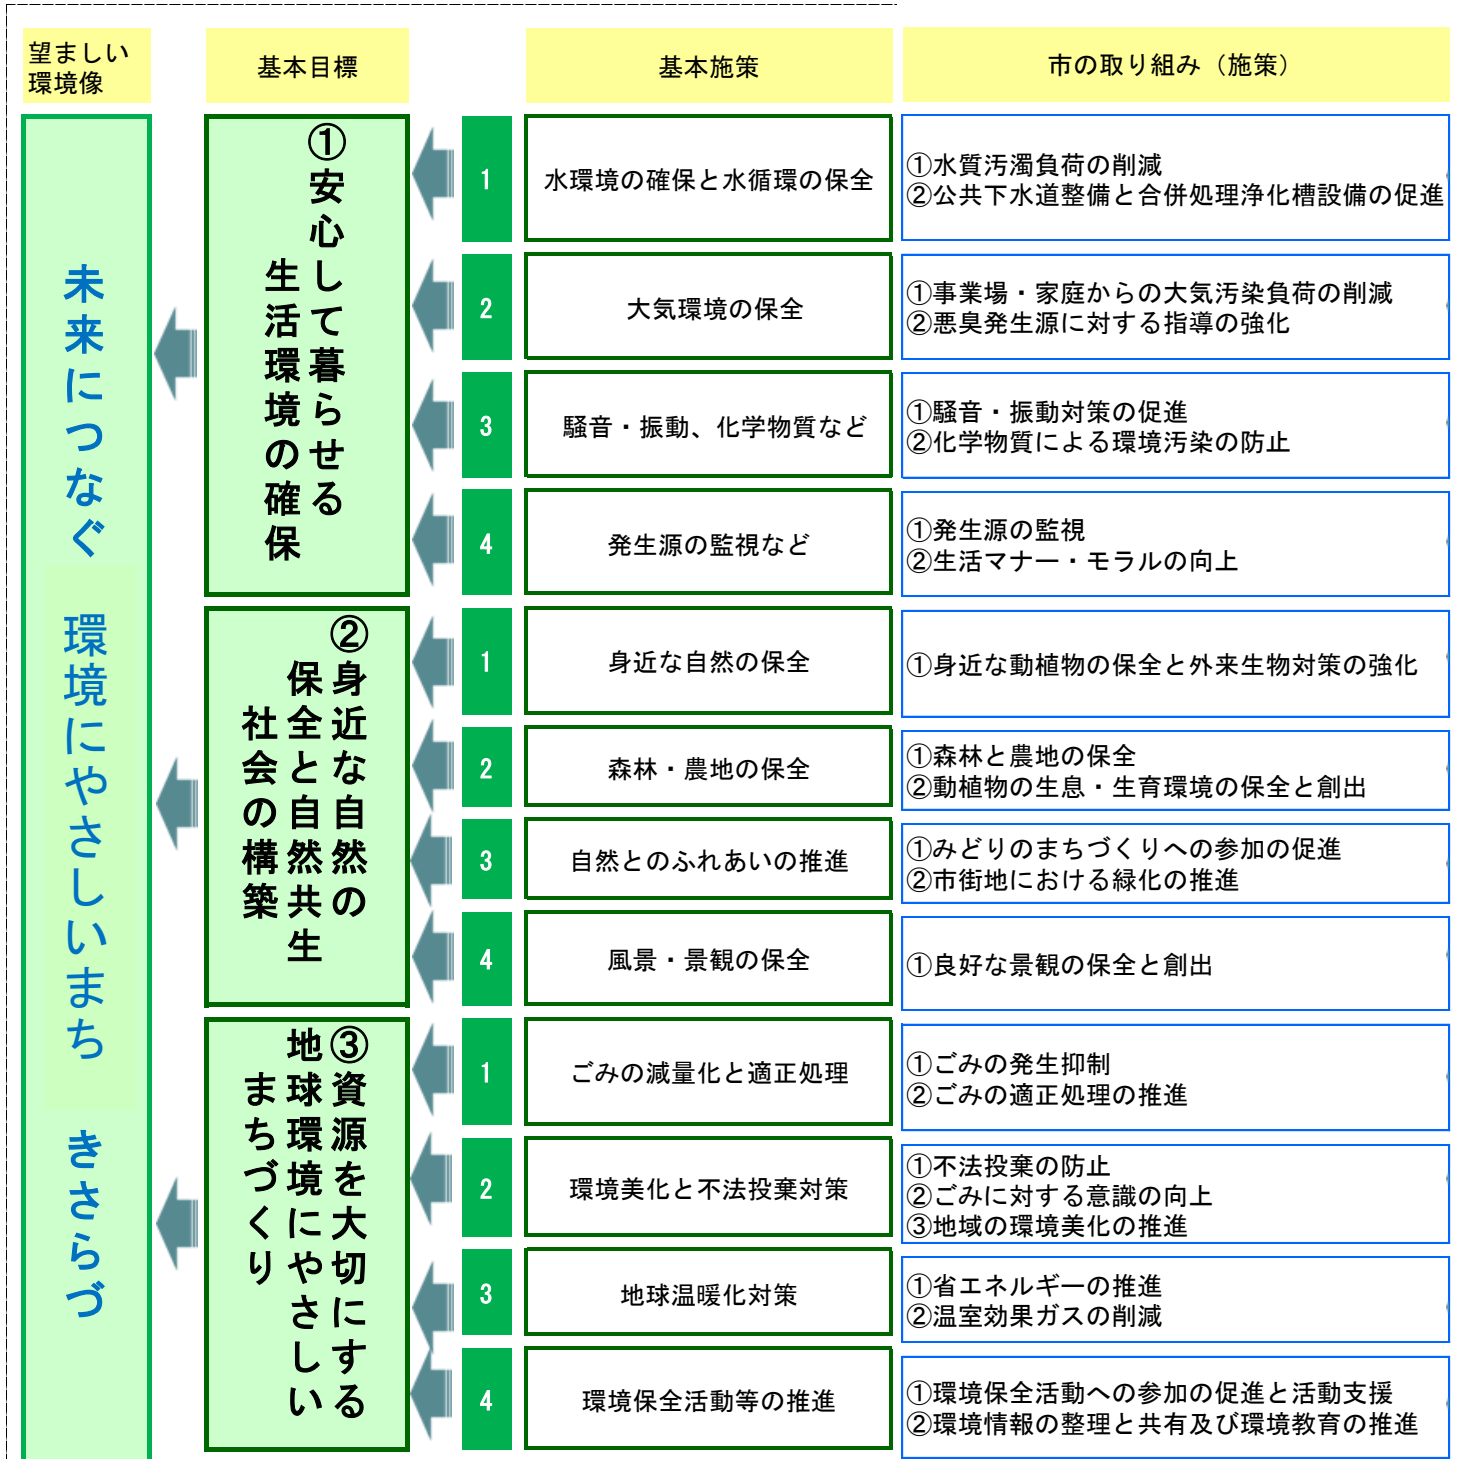 望ましい
環境像
基本目標
基本施策
市の取り組み（施策）
未来につなぐ
環境にやさしいまち
きさらづ
①安心して暮らせる
生活環境の確保
1
水環境の確保と水循環の保全
①水質汚濁負荷の削減
②公共下水道整備と合併処理浄化槽設備の促進
2
大気環境の保全
①事業場・家庭からの大気汚染負荷の削減
②悪臭発生源に対する指導の強化
3
騒音・振動、化学物質など
①騒音・振動対策の促進
②化学物質による環境汚染の防止
4
発生源の監視など
①発生源の監視
②生活マナー・モラルの向上
②身近な自然の
保全と自然共生
社会の構築
1
身近な自然の保全
①身近な動植物の保全と外来生物対策の強化
2
森林・農地の保全
①森林と農地の保全
②動植物の生息・生育環境の保全と創出
3
自然とのふれあいの推進
①みどりのまちづくりへの参加の促進
②市街地における緑化の推進
4
風景・景観の保全
①良好な景観の保全と創出
③資源を大切にする
地球環境にやさしい
まちづくり
1
ごみの減量化と適正処理
①ごみの発生抑制
②ごみの適正処理の推進
2
環境美化と不法投棄対策
①不法投棄の防止
②ごみに対する意識の向上
③地域の環境美化の推進
3
地球温暖化対策
①省エネルギーの推進
②温室効果ガスの削減
4
環境保全活動等の推進
①環境保全活動への参加の促進と活動支援
②環境情報の整理と共有及び環境教育の推進